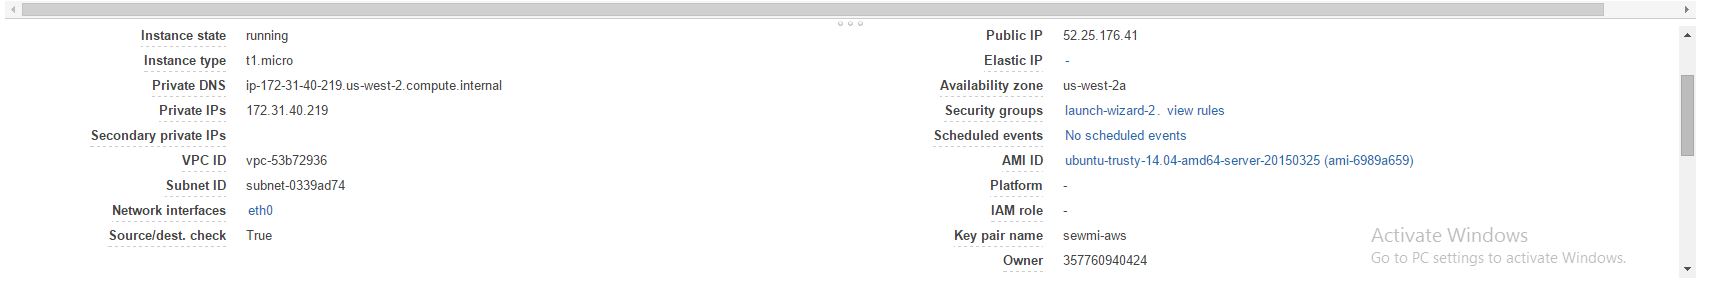 Instance state running
Instance type t1.micro
Private DNS ip-172-31-40-219.us-west-2.compute.internal
Private IPs 172.31.40.219
Secondary private IPs
VPC ID vpc-53b72936
Subnet ID subnet-0339ad74
Network interfaces eth0
Source/dest. check True
Public IP 52.25.176.41
Elastic IP -
Availability zone us-west-2a
Security groups launch-wizard-2. view rules
Scheduled events No scheduled events
AMI ID ubuntu-trusty-14.04-amd64-server-20150325 (ami-6989a659)
Platform -
IAM role -
Key pair name sewmi-aws
Owner 357760940424
Activate Windows
Go to PC settings to activate Windows.